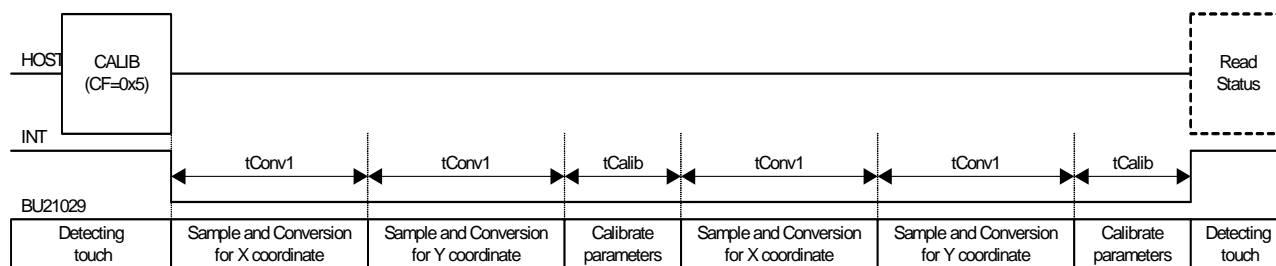 HOST
CALIB
(CF=0x5)
Read
Status
INT
tConv1
tConv1
tCalib
tConv1
tConv1
tCalib
BU21029
Detecting
touch
Sample and Conversion
for X coordinate
Sample and Conversion
for Y coordinate
Calibrate
parameters
Sample and Conversion
for X coordinate
Sample and Conversion
for Y coordinate
Calibrate
parameters
Detecting
touch